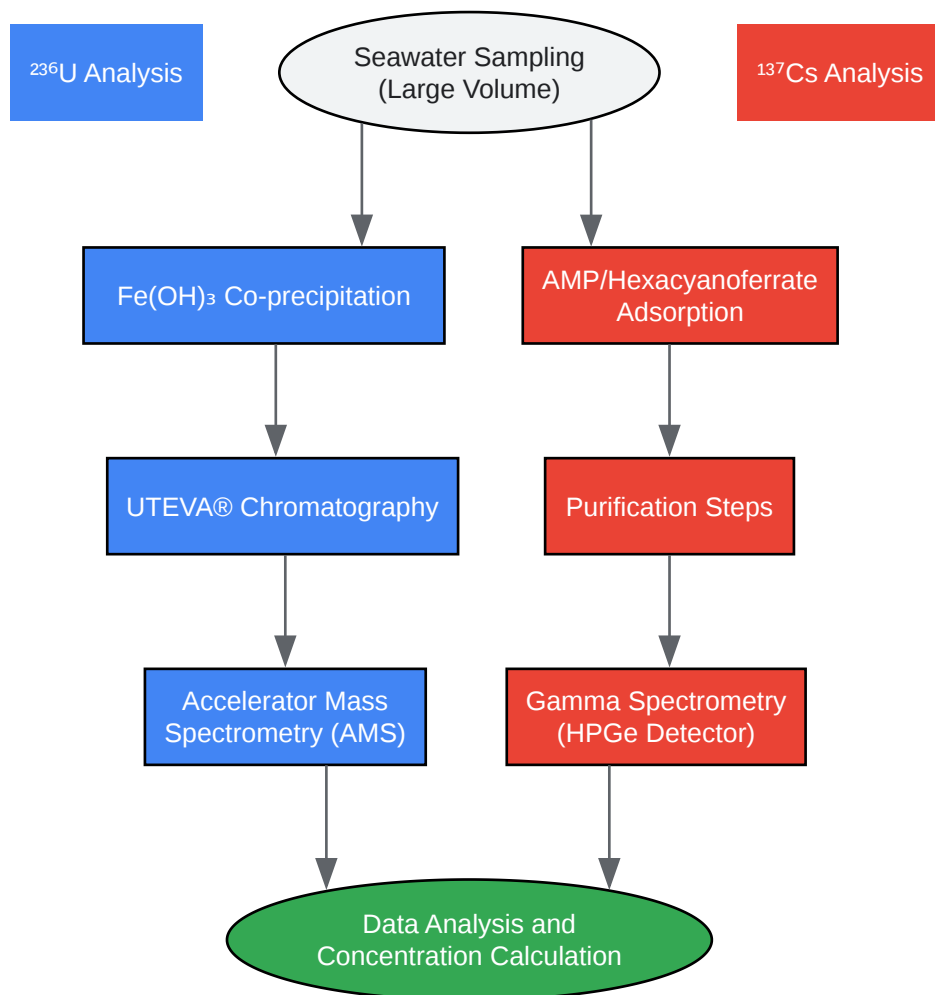 ²³⁶U Analysis
Seawater Sampling
(Large Volume)
¹³⁷Cs Analysis
Fe(OH)₃ Co-precipitation
AMP/Hexacyanoferrate
Adsorption
UTEVA® Chromatography
Purification Steps
Accelerator Mass
Spectrometry (AMS)
Gamma Spectrometry
(HPGe Detector)
Data Analysis and
Concentration Calculation